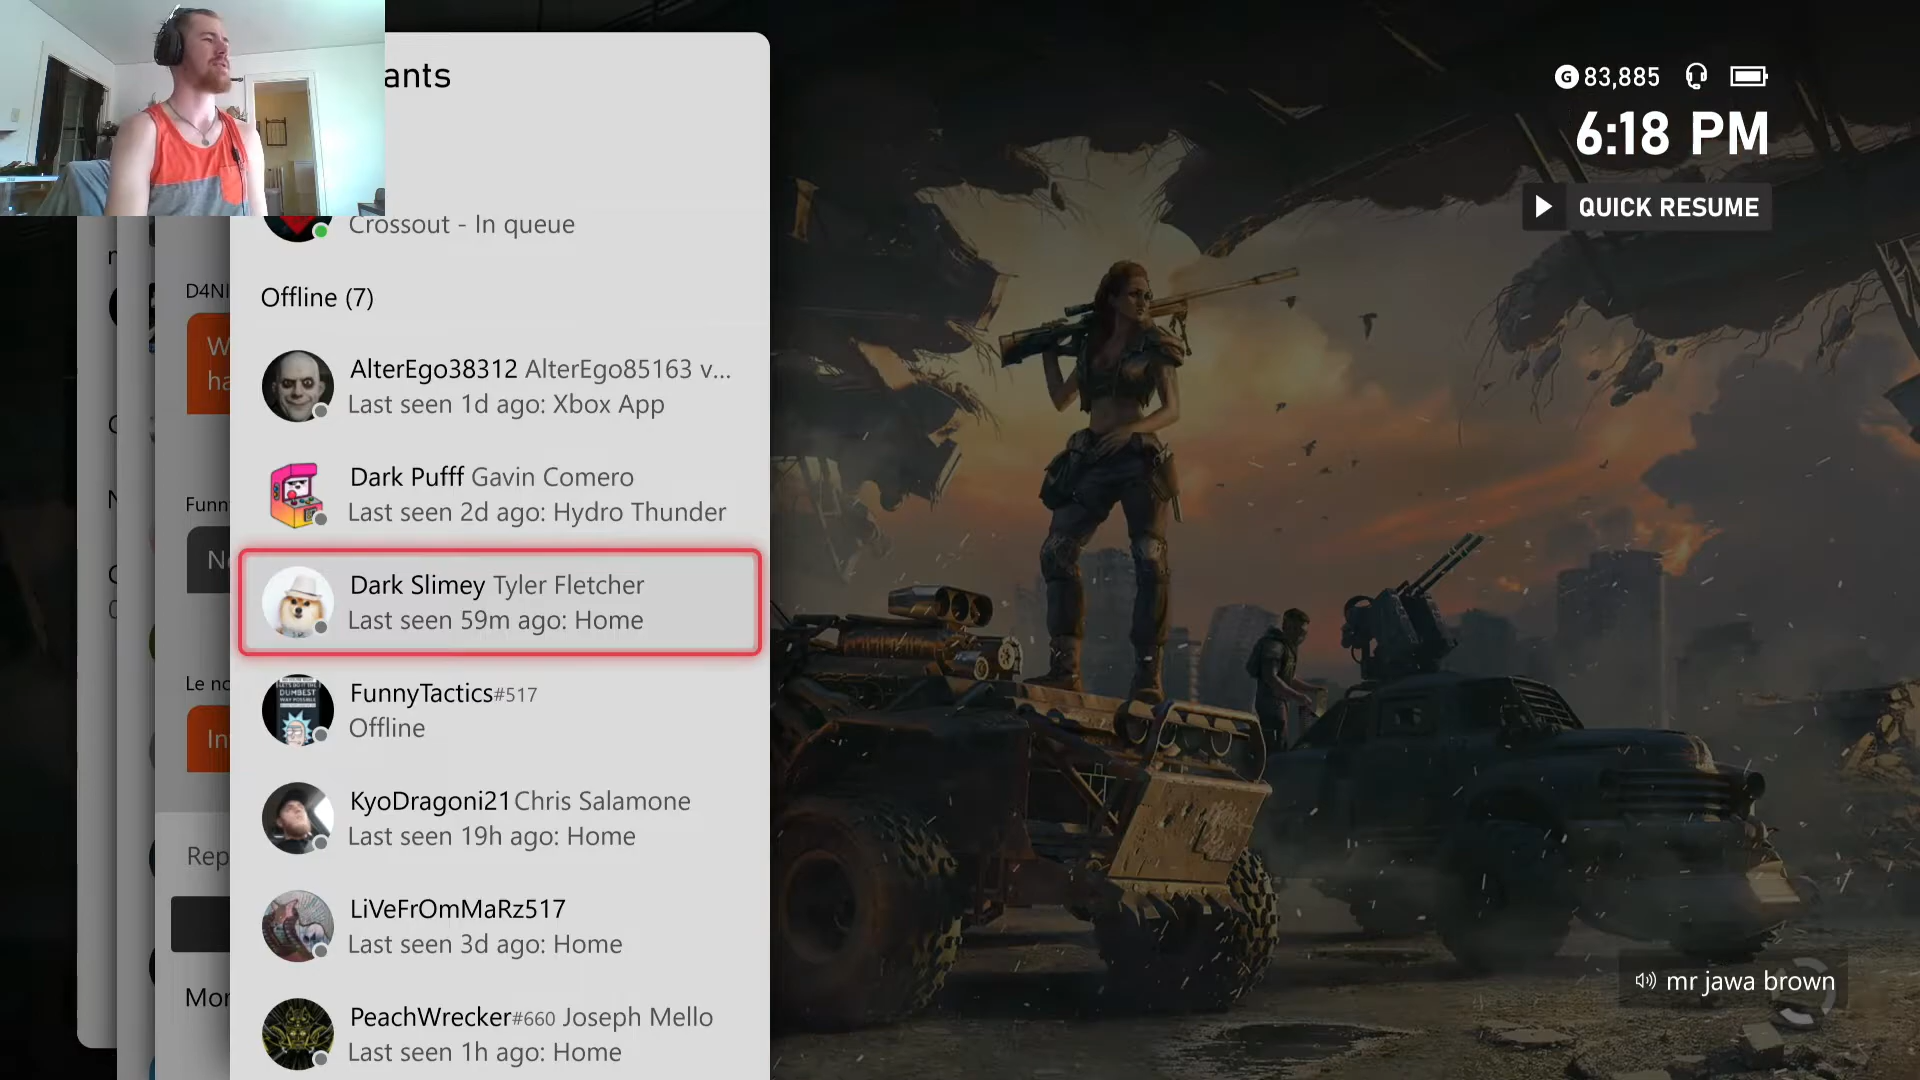 ants
G 83,885
6:18 PM
QUICK RESUME
Crossout - In queue
Offline (7)
AlterEgo38312 AlterEgo85163 v...
Last seen 1d ago: Xbox App
Dark Pufff Gavin Comero
Last seen 2d ago: Hydro Thunder
Dark Slimey Tyler Fletcher
Last seen 59m ago: Home
FunnyTactics#517
Offline
KyoDragoni21 Chris Salamone
Last seen 19h ago: Home
LiVeFrOmMaRz517
Last seen 3d ago: Home
PeachWrecker#660 Joseph Mello
Last seen 1h ago: Home
D4NI
W
ha
Funn
Le no
In
Rep
Mor
mr jawa brown